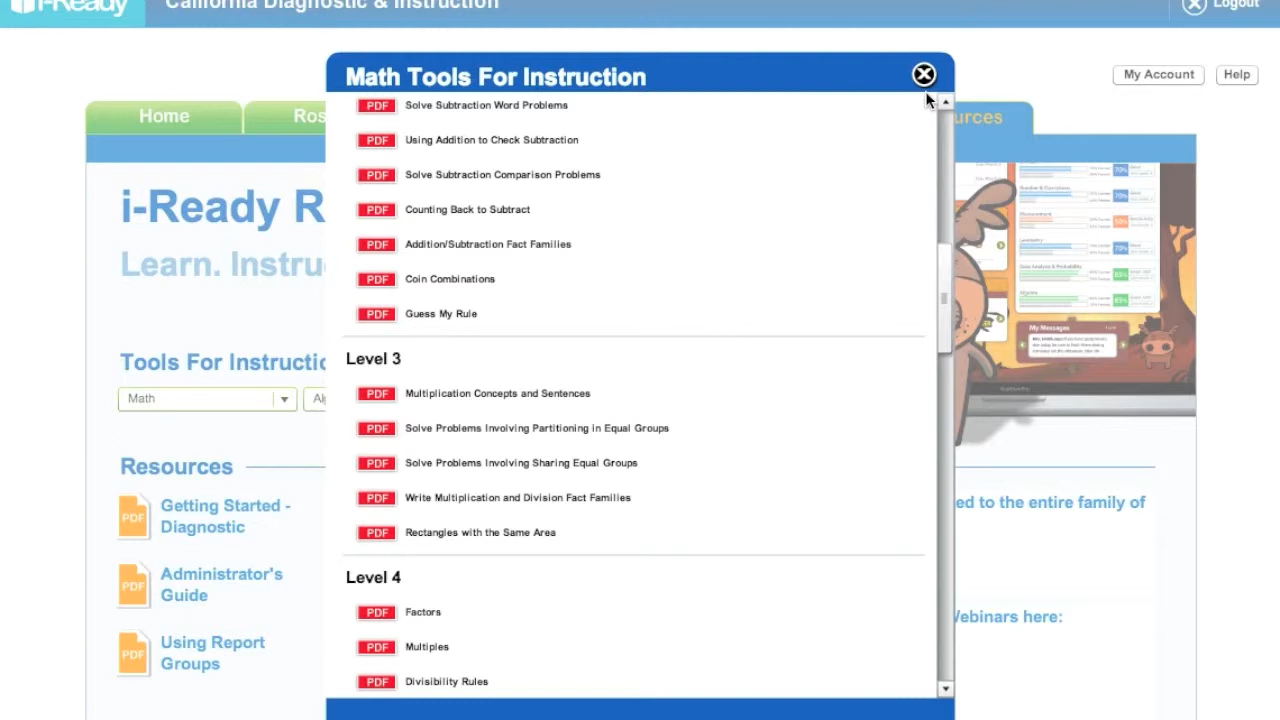 i-Ready
California Diagnostic & Instruction
Logout
My Account
Help
Home
Ros
urces
Math Tools For Instruction
PDF Solve Subtraction Word Problems
PDF Using Addition to Check Subtraction
PDF Solve Subtraction Comparison Problems
PDF Counting Back to Subtract
PDF Addition/Subtraction Fact Families
PDF Coin Combinations
PDF Guess My Rule
Level 3
PDF Multiplication Concepts and Sentences
PDF Solve Problems Involving Partitioning in Equal Groups
PDF Solve Problems Involving Sharing Equal Groups
PDF Write Multiplication and Division Fact Families
PDF Rectangles with the Same Area
Level 4
PDF Factors
PDF Multiples
PDF Divisibility Rules
i-Ready R
Learn. Instru
Tools For Instructio
Math
Al
Resources
PDF Getting Started -
Diagnostic
PDF Administrator's
Guide
PDF Using Report
Groups
My Messages
ed to the entire family of
Webinars here: